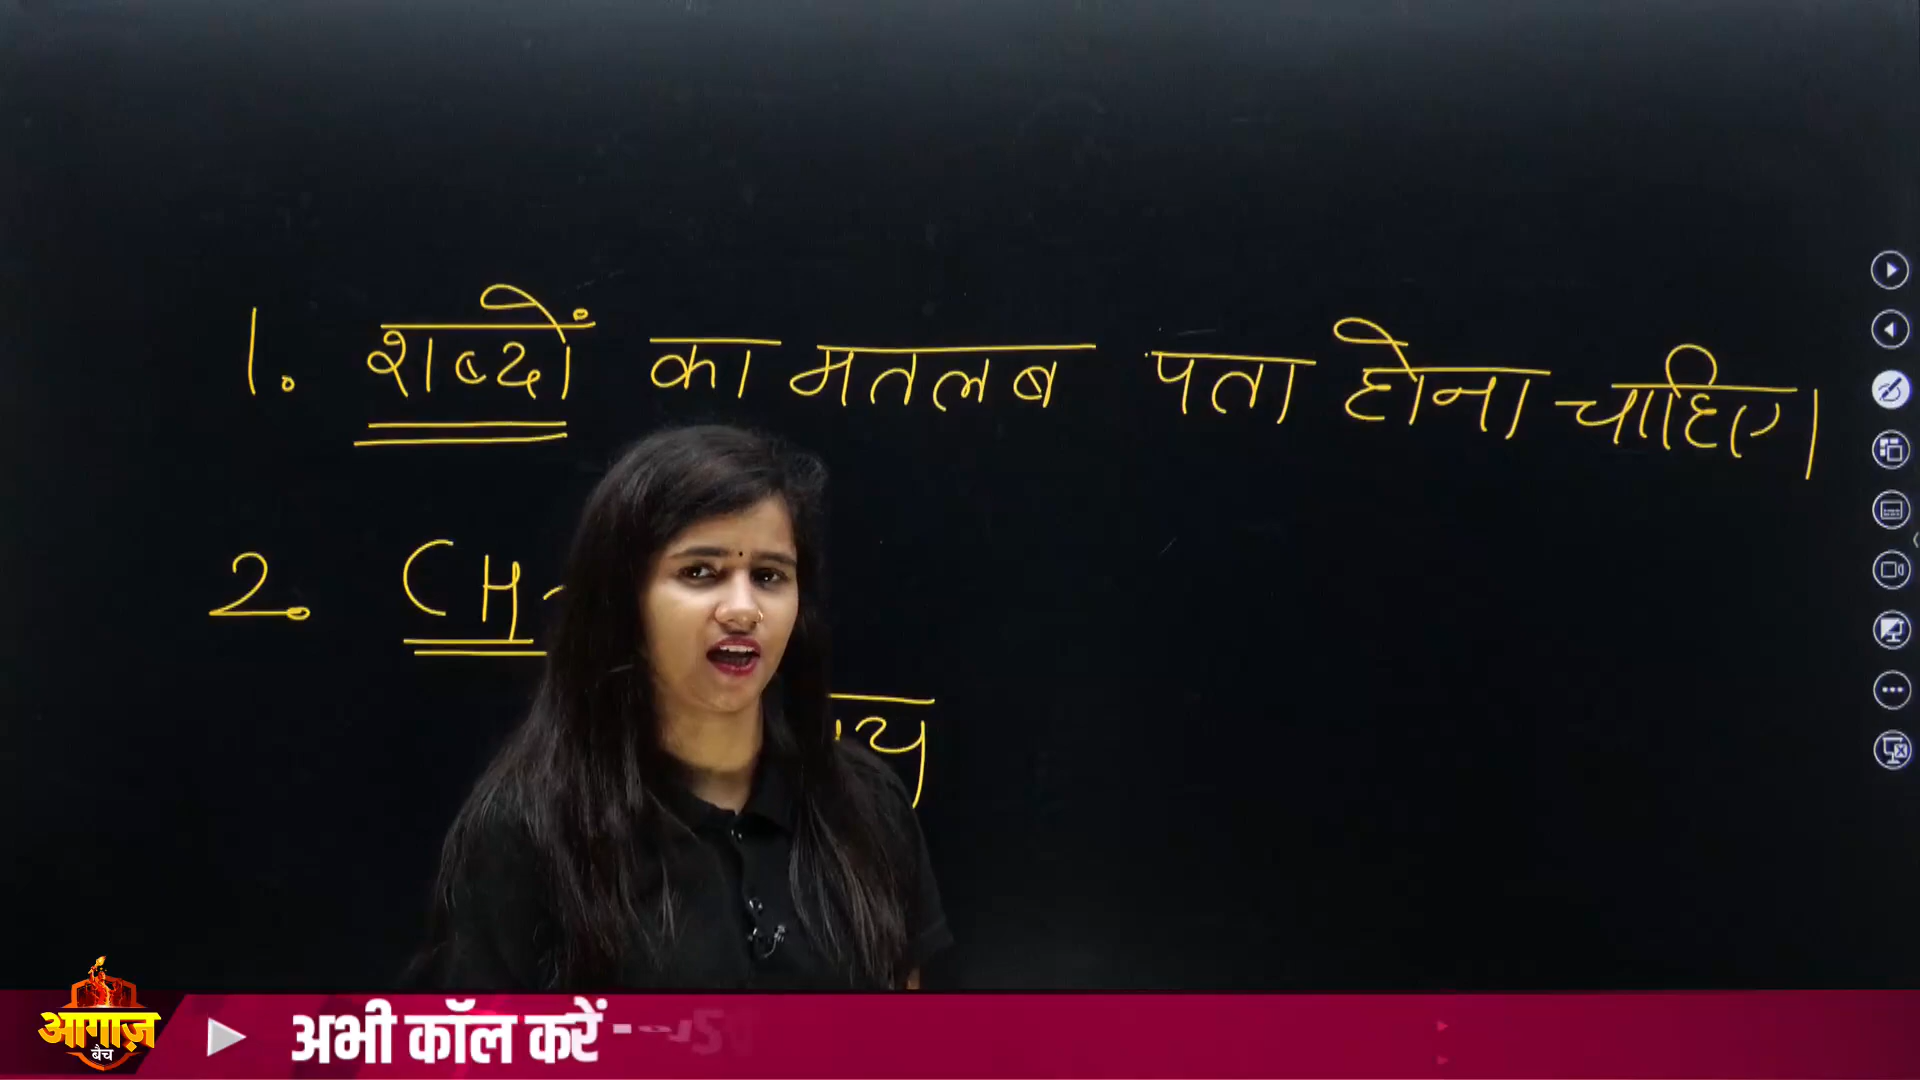 1. शब्दों का मतलब पता होना चाहिए।
2. CH-
आगाज़
बैच
अभी कॉल करें -